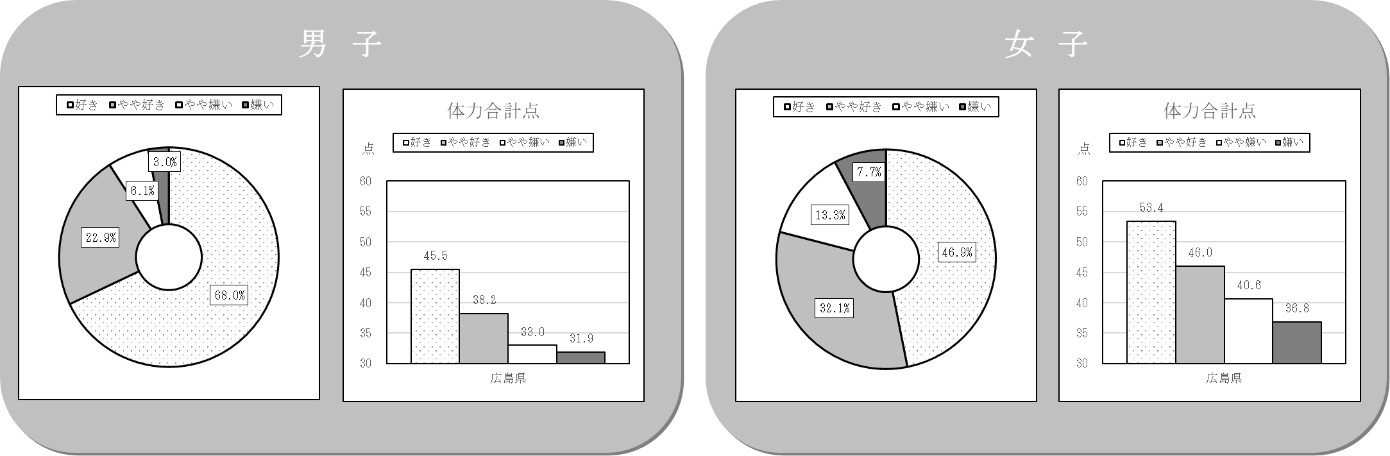 男 子
□好き ■やや好き □やや嫌い ■嫌い
3.0%
6.1%
22.9%
68.0%
体力合計点
□好き ■やや好き □やや嫌い ■嫌い
点
60
55
50
45
40
35
30
45.5
38.2
33.0
31.9
広島県
女 子
□好き ■やや好き □やや嫌い ■嫌い
7.7%
13.3%
46.9%
32.1%
体力合計点
□好き ■やや好き □やや嫌い ■嫌い
点
60
55
50
45
40
35
30
53.4
46.0
40.6
36.8
広島県